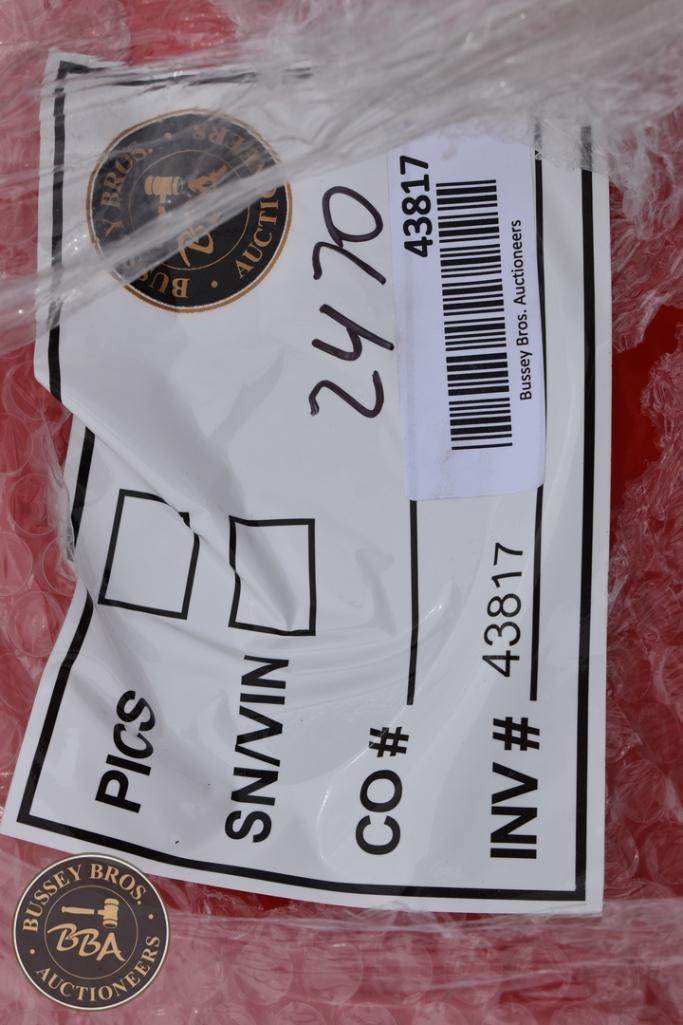 BUSSEY BROS. • AUCTIONEERS •
2470
43817
Bussey Bros. Auctioneers
PICS
SN/VIN
CO #
INV # 43817
BUSSEY BROS.
BBA
• AUCTIONEERS •